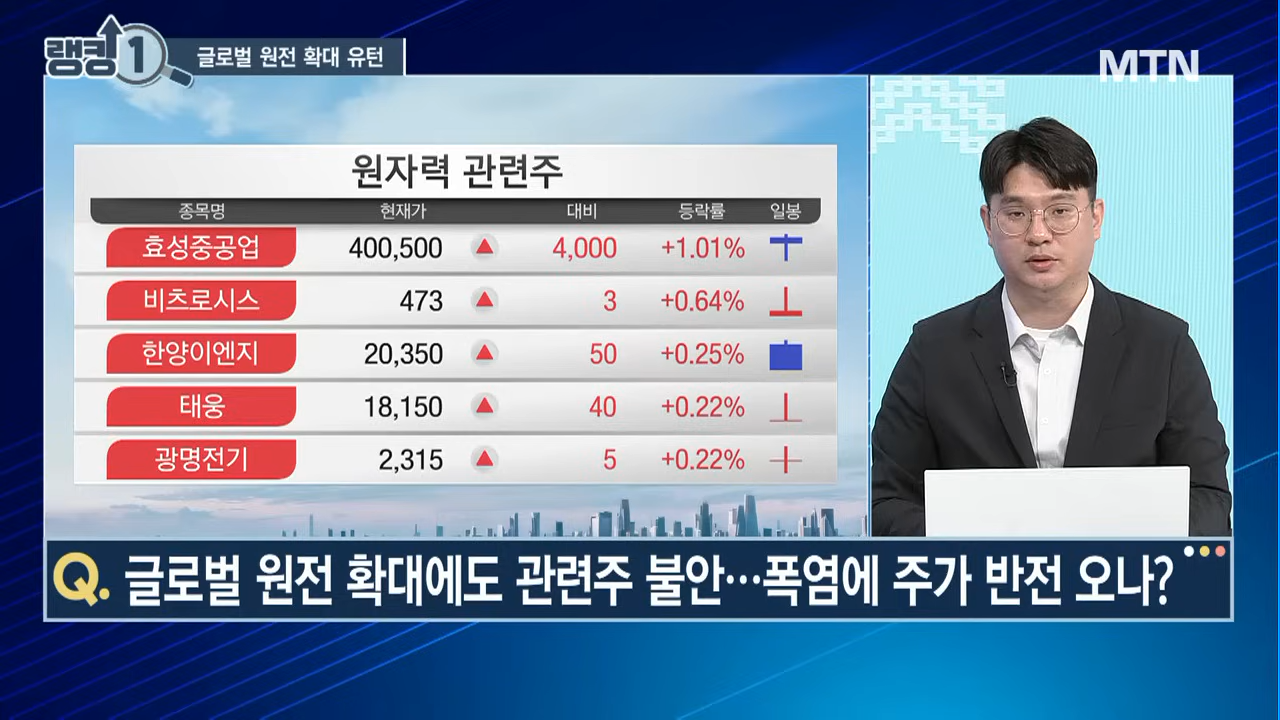 랭킹1
글로벌 원전 확대 유턴
MTN
원자력 관련주
종목명 현재가 대비 등락률 일봉
효성중공업 400,500 ▲ 4,000 +1.01%
비츠로시스 473 ▲ 3 +0.64%
한양이엔지 20,350 ▲ 50 +0.25%
태웅 18,150 ▲ 40 +0.22%
광명전기 2,315 ▲ 5 +0.22%
Q. 글로벌 원전 확대에도 관련주 불안…폭염에 주가 반전 오나?